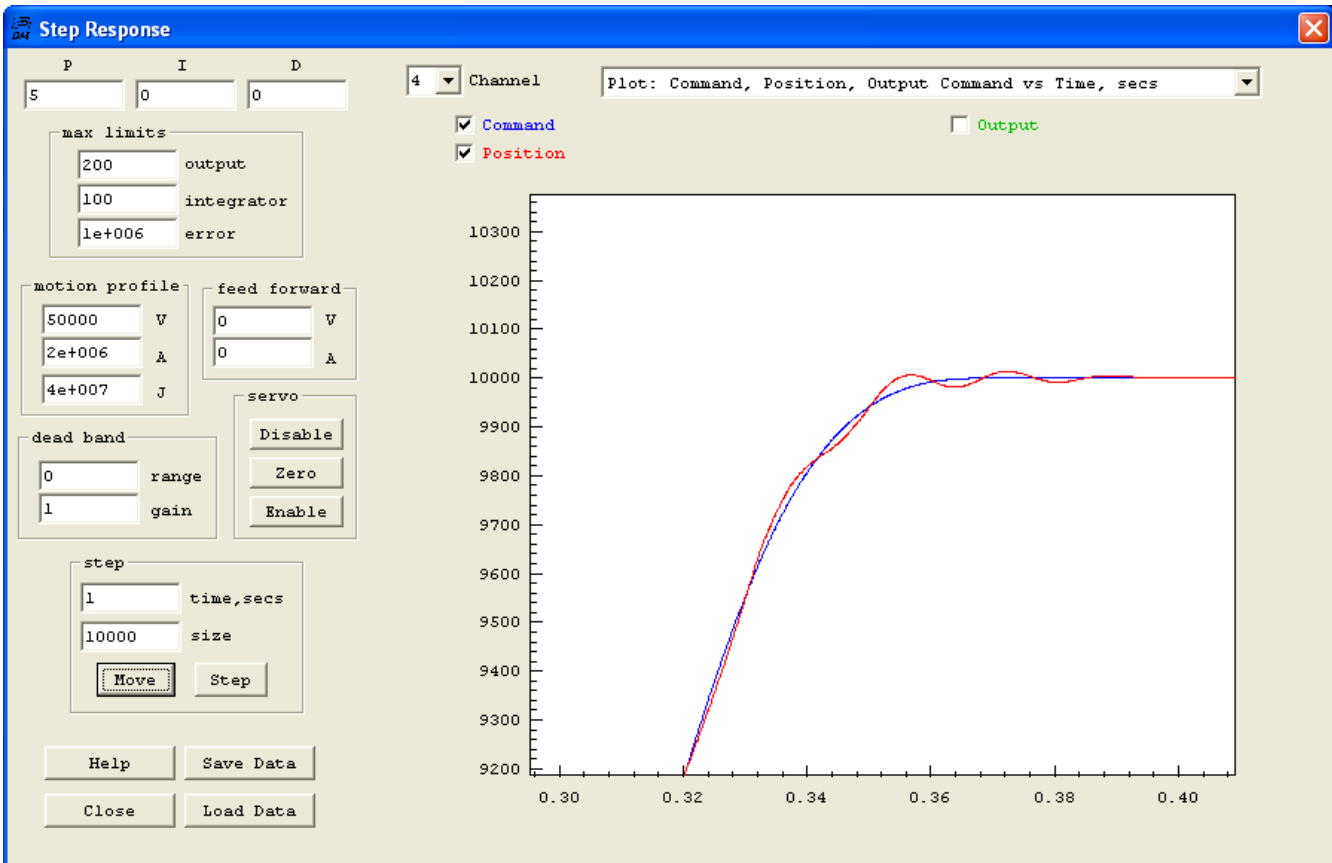 Step Response
P I D
5 0 0
4 Channel
Plot: Command, Position, Output Command vs Time, secs
Command
Output
Position
max limits
200 output
100 integrator
1e+006 error
motion profile
50000 V
2e+006 A
4e+007 J
feed forward
0 V
0 A
servo
Disable
Zero
Enable
dead band
0 range
1 gain
step
1 time,secs
10000 size
Move Step
Help Save Data
Close Load Data
10300
10200
10100
10000
9900
9800
9700
9600
9500
9400
9300
9200
0.30 0.32 0.34 0.36 0.38 0.40